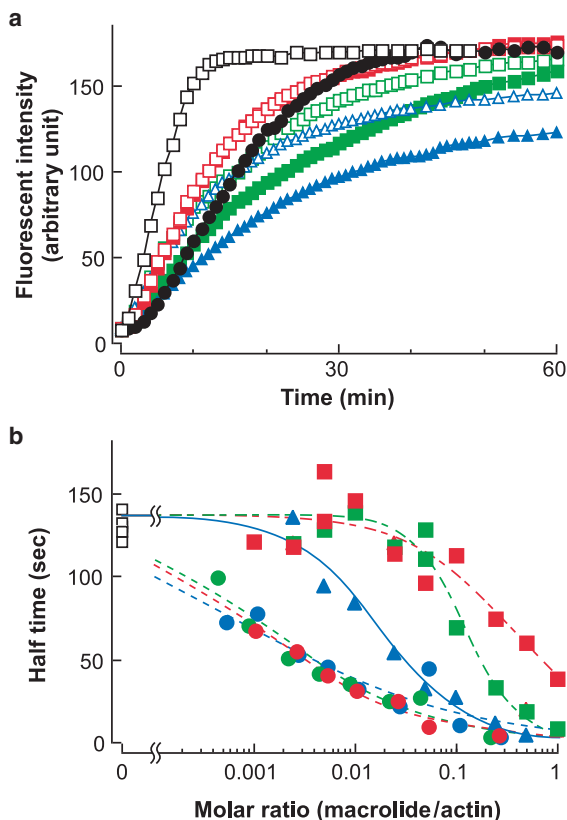 a
Fluorescent intensity
(arbitrary unit)
150
100
50
0
0
30
60
Time (min)
b
Half time (sec)
150
100
50
0
0
0.001
0.01
0.1
1
Molar ratio (macrolide/actin)